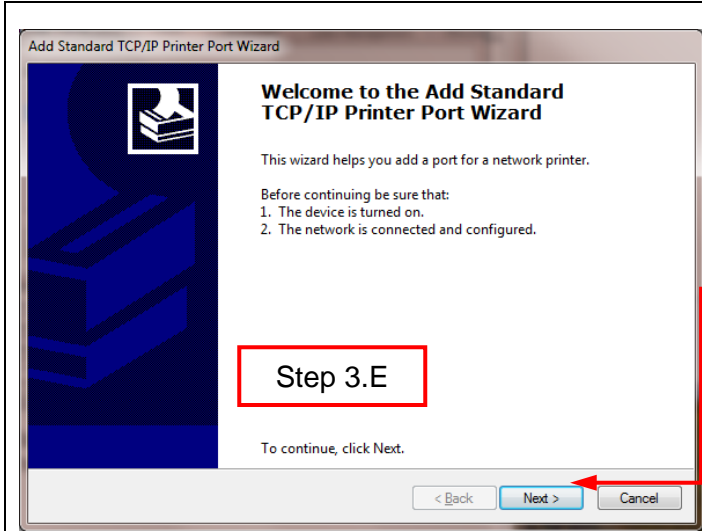 Add Standard TCP/IP Printer Port Wizard
Welcome to the Add Standard
TCP/IP Printer Port Wizard
This wizard helps you add a port for a network printer.
Before continuing be sure that:
1. The device is turned on.
2. The network is connected and configured.
Step 3.E
To continue, click Next.
< Back
Next >
Cancel